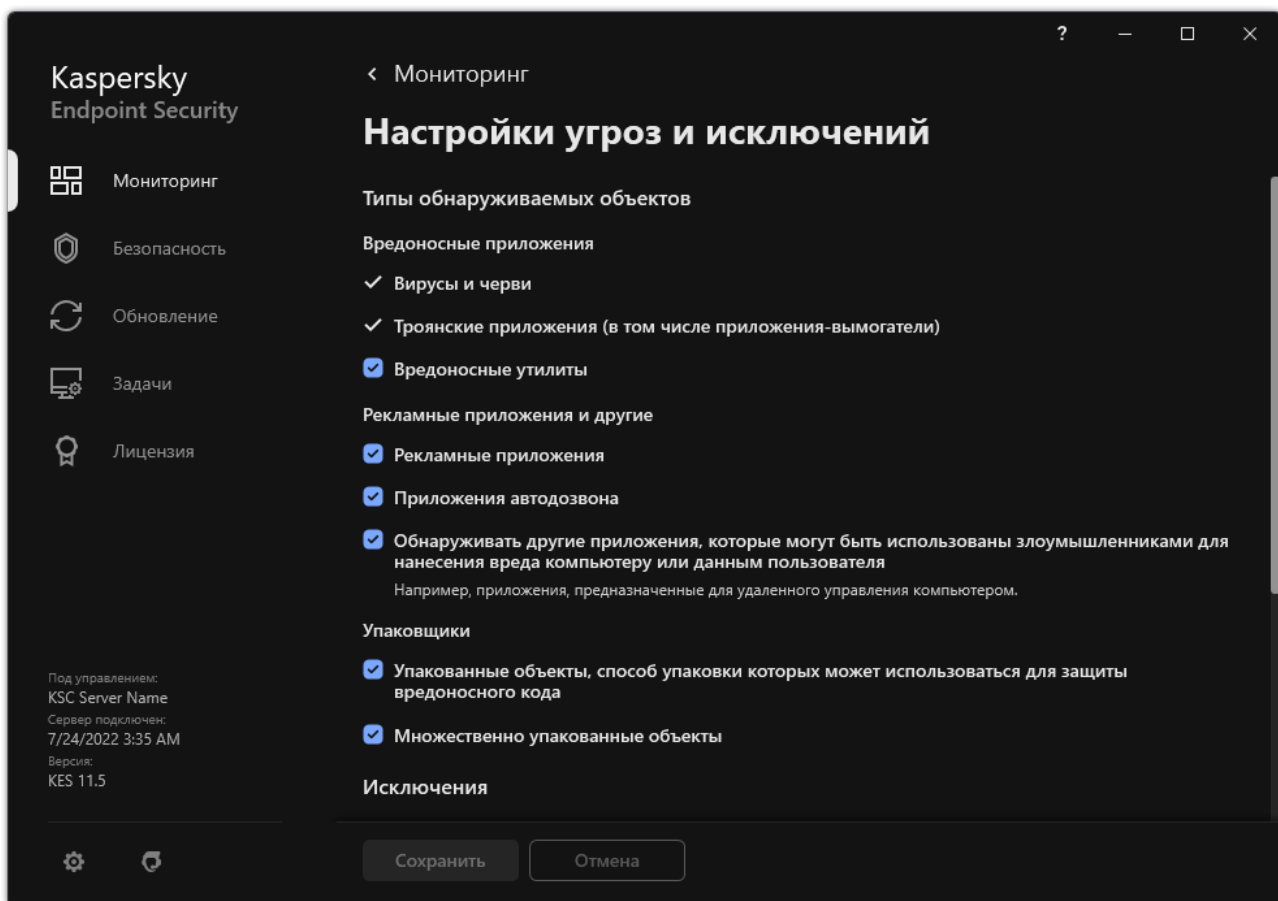 ?
Kaspersky
Endpoint Security
Мониторинг
Безопасность
Обновление
Задачи
Лицензия
Под управлением:
KSC Server Name
Сервер подключен:
7/24/2022 3:35 AM
Версия:
KES 11.5
Мониторинг
Настройки угроз и исключений
Типы обнаруживаемых объектов
Вредоносные приложения
Вирусы и черви
Троянские приложения (в том числе приложения-вымогатели)
Вредоносные утилиты
Рекламные приложения и другие
Рекламные приложения
Приложения автодозвона
Обнаруживать другие приложения, которые могут быть использованы злоумышленниками для
нанесения вреда компьютеру или данным пользователя
Например, приложения, предназначенные для удаленного управления компьютером.
Упаковщики
Упакованные объекты, способ упаковки которых может использоваться для защиты
вредоносного кода
Множественно упакованные объекты
Исключения
Сохранить
Отмена